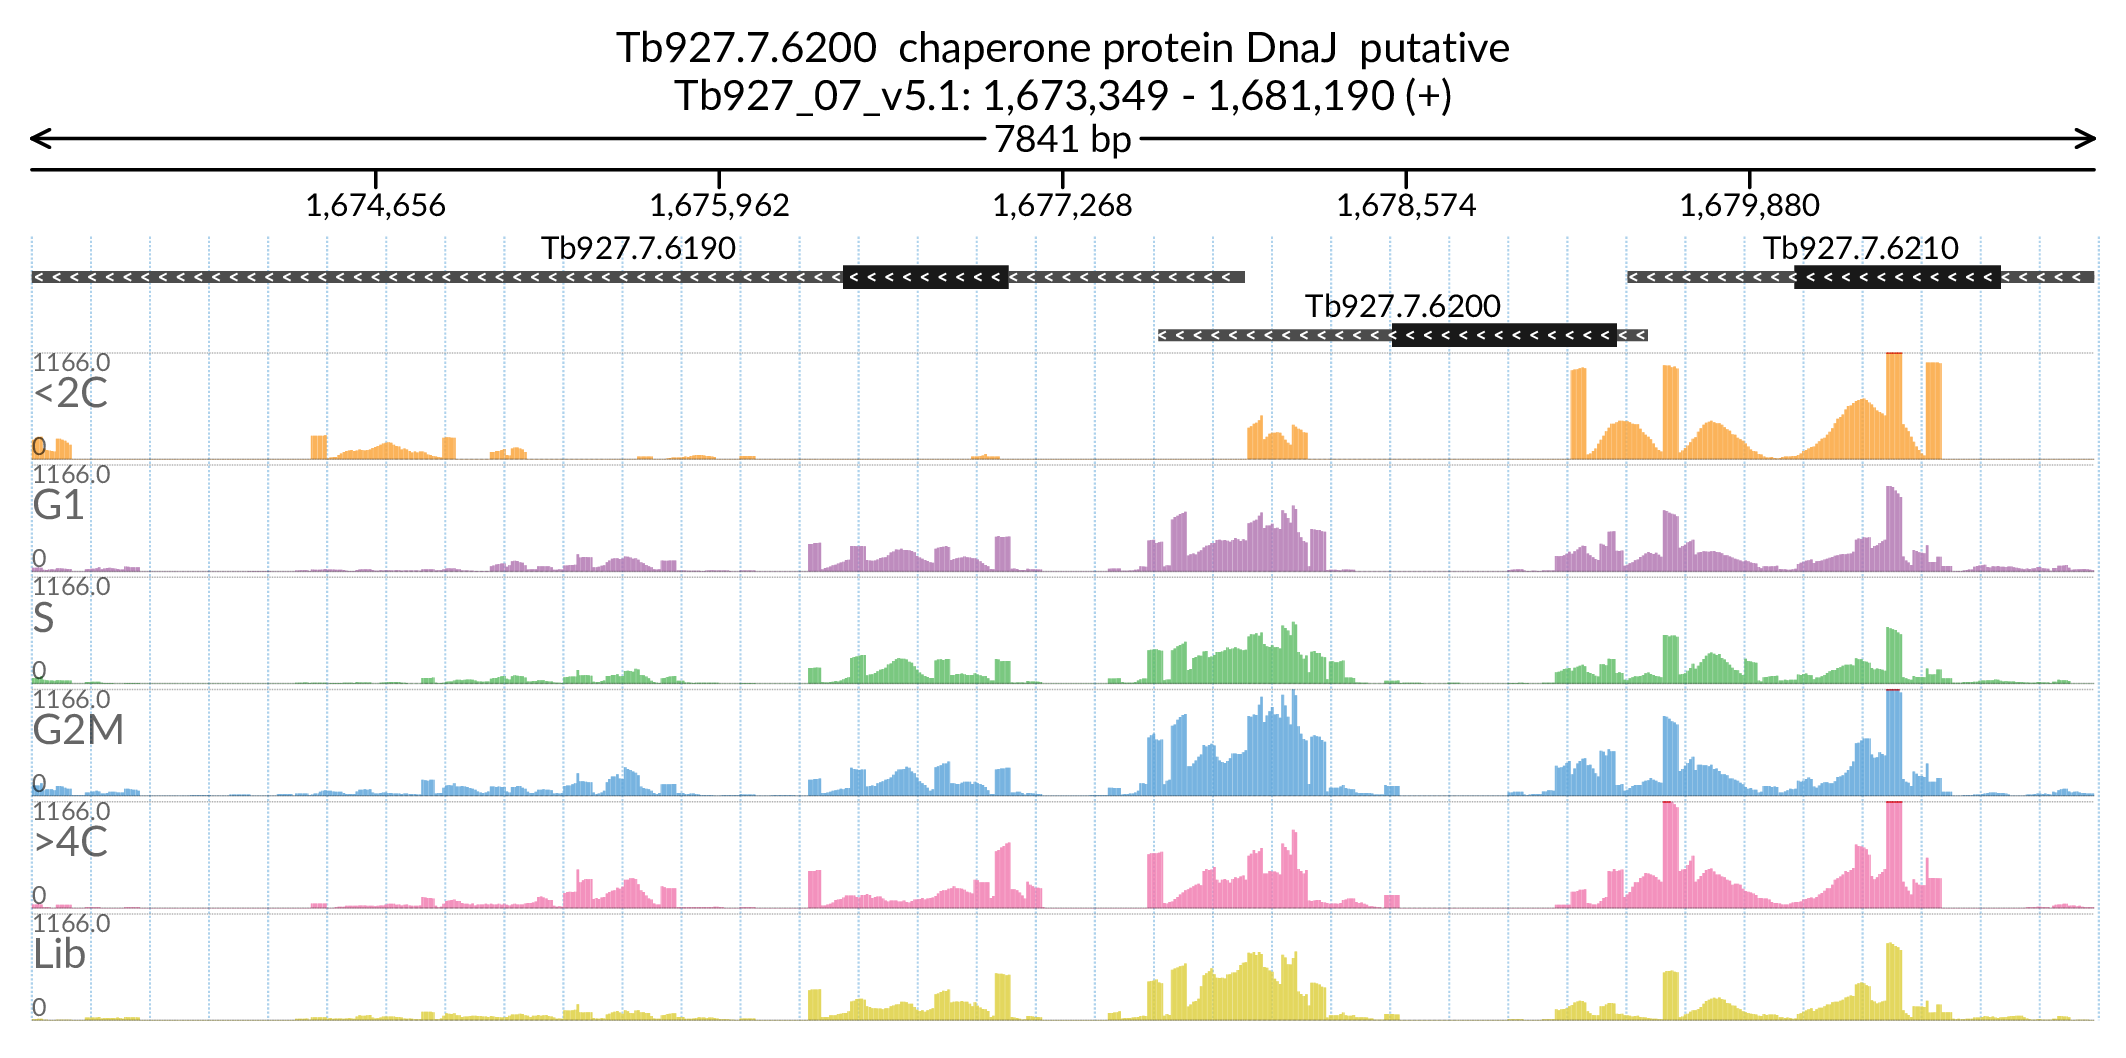 Tb927.7.6200  chaperone protein DnaJ  putative
Tb927_07_v5.1: 1,673,349 - 1,681,190 (+)
7841 bp
1,674,656 1,675,962 1,677,268 1,678,574 1,679,880
Tb927.7.6190 Tb927.7.6210
Tb927.7.6200
1166.0
<2C
0
1166.0
G1
0
1166.0
S
0
1166.0
G2M
0
1166.0
>4C
0
1166.0
Lib
0